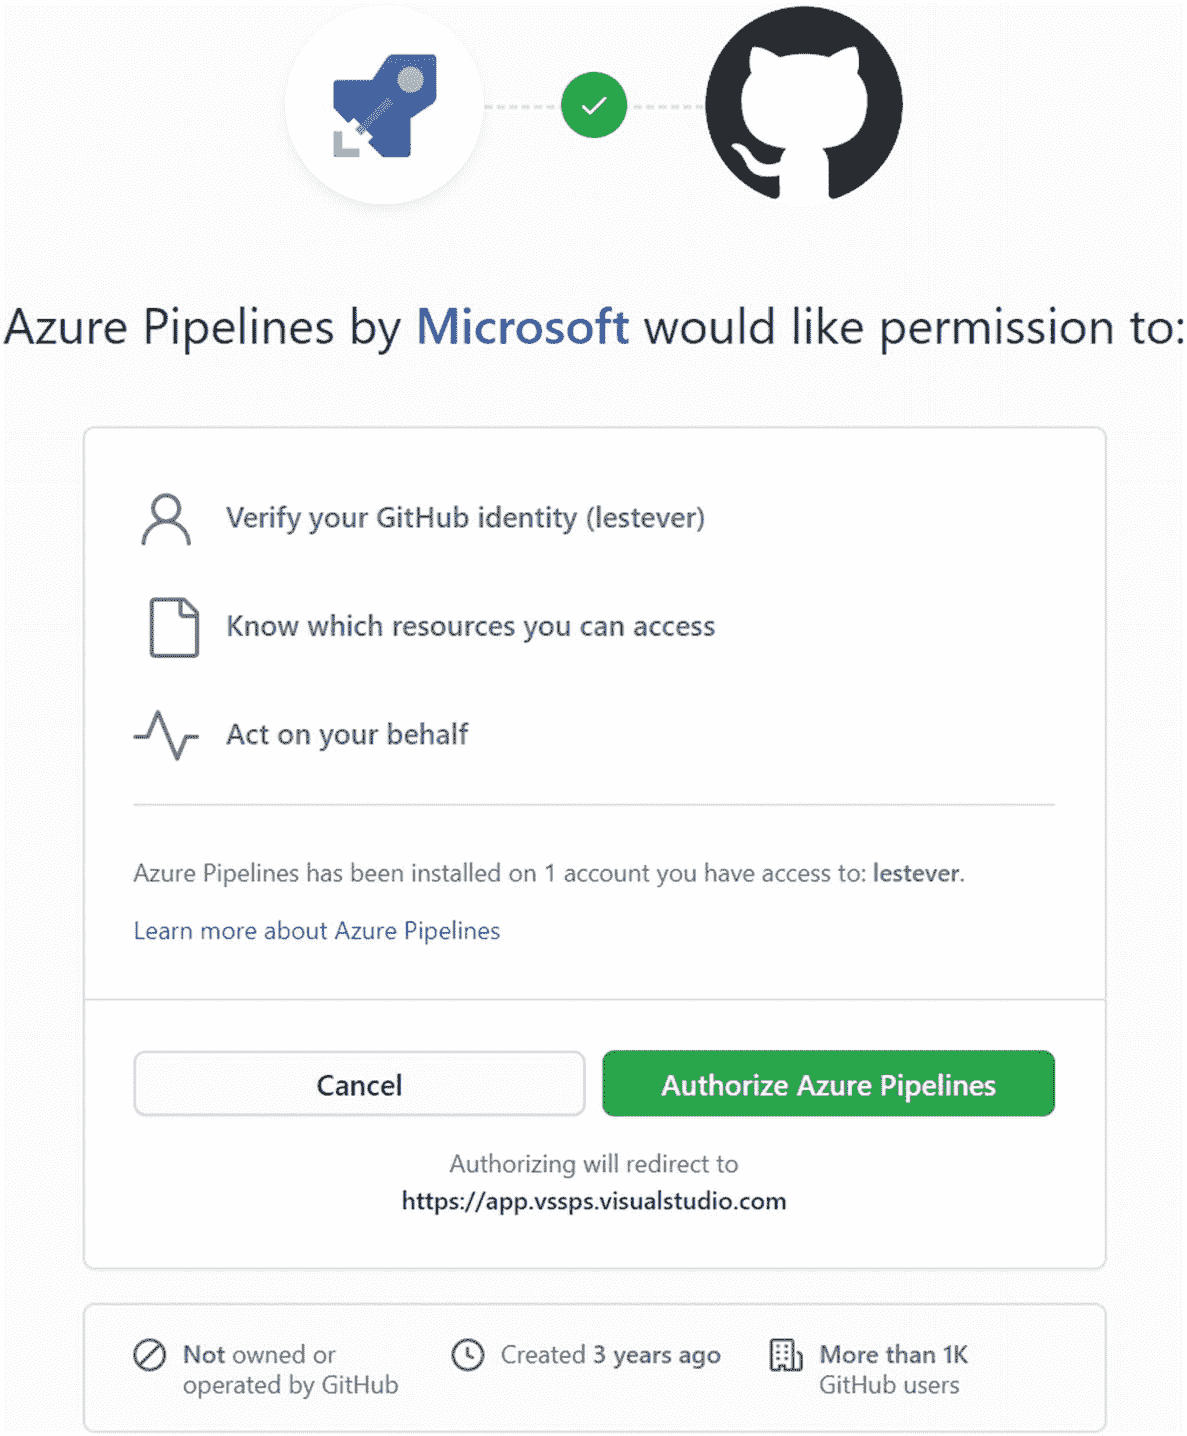 Azure Pipelines by Microsoft would like permission to:
Verify your GitHub identity (lestever)
Know which resources you can access
Act on your behalf
Azure Pipelines has been installed on 1 account you have access to: lestever.
Learn more about Azure Pipelines
Cancel
Authorize Azure Pipelines
Authorizing will redirect to
https://app.vssps.visualstudio.com
Not owned or
operated by GitHub
Created 3 years ago
More than 1K
GitHub users